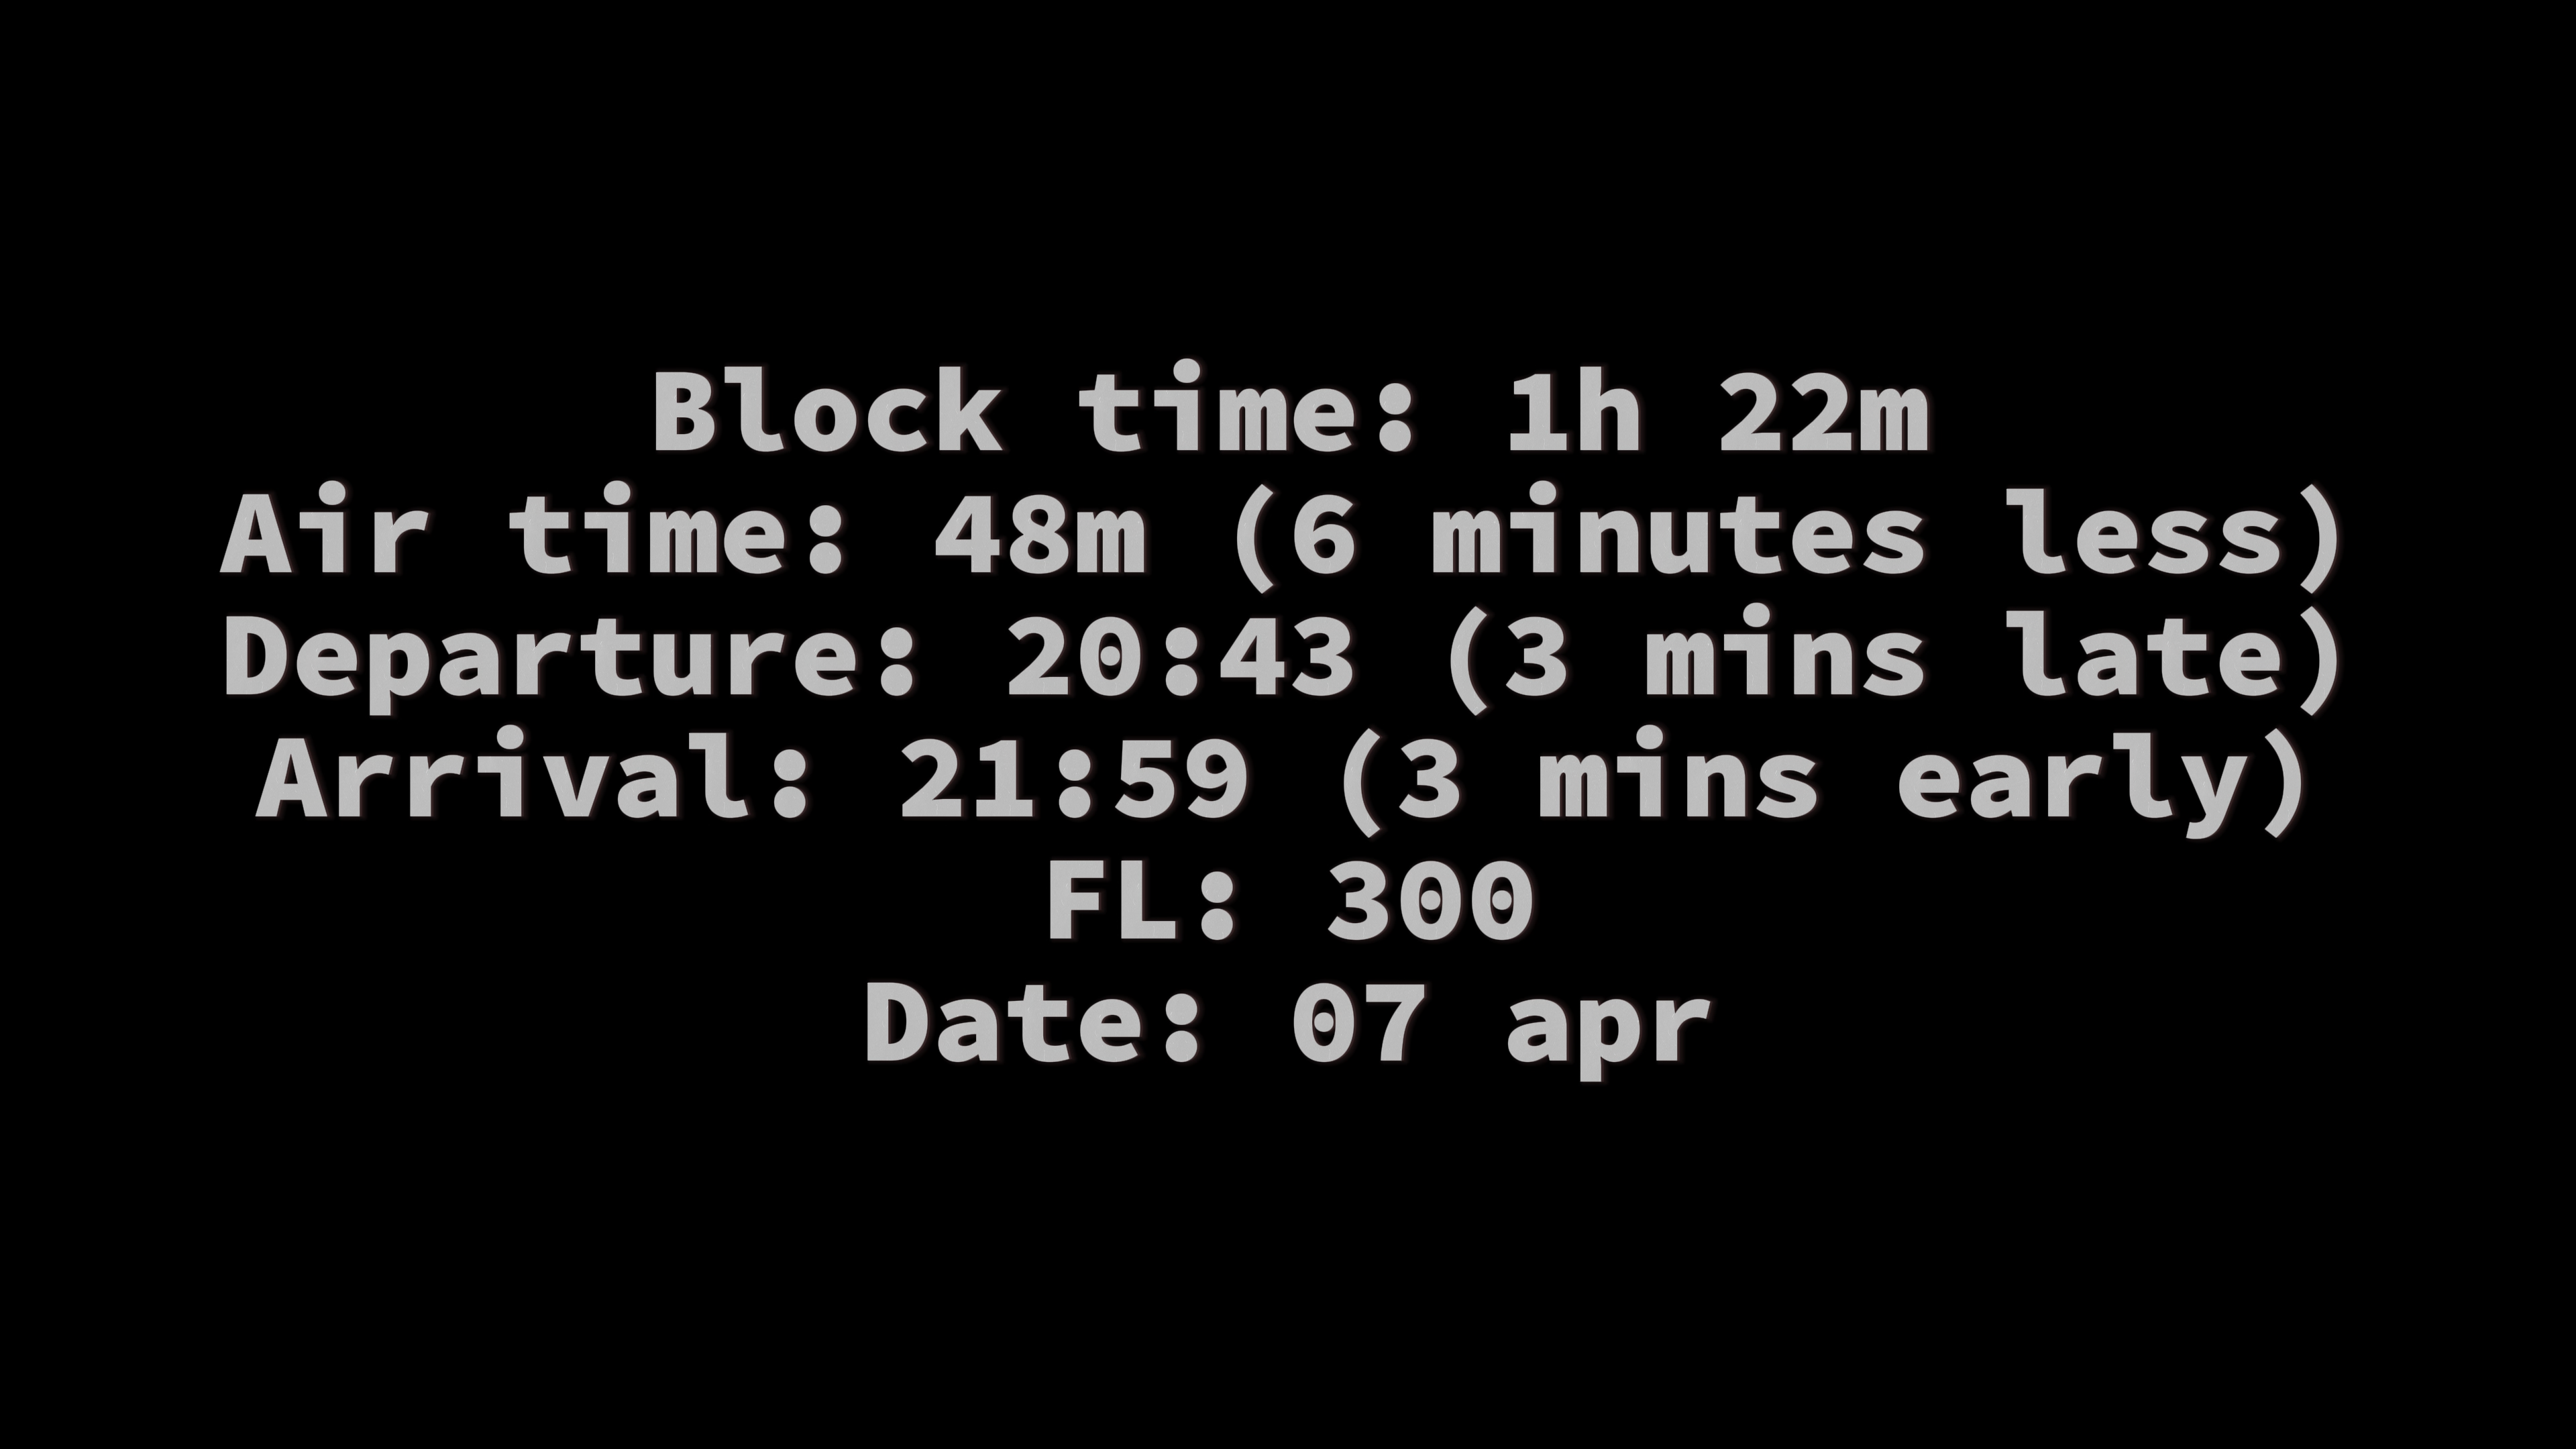 Block time: 1h 22m
Air time: 48m (6 minutes less)
Departure: 20:43 (3 mins late)
Arrival: 21:59 (3 mins early)
FL: 300
Date: 07 apr